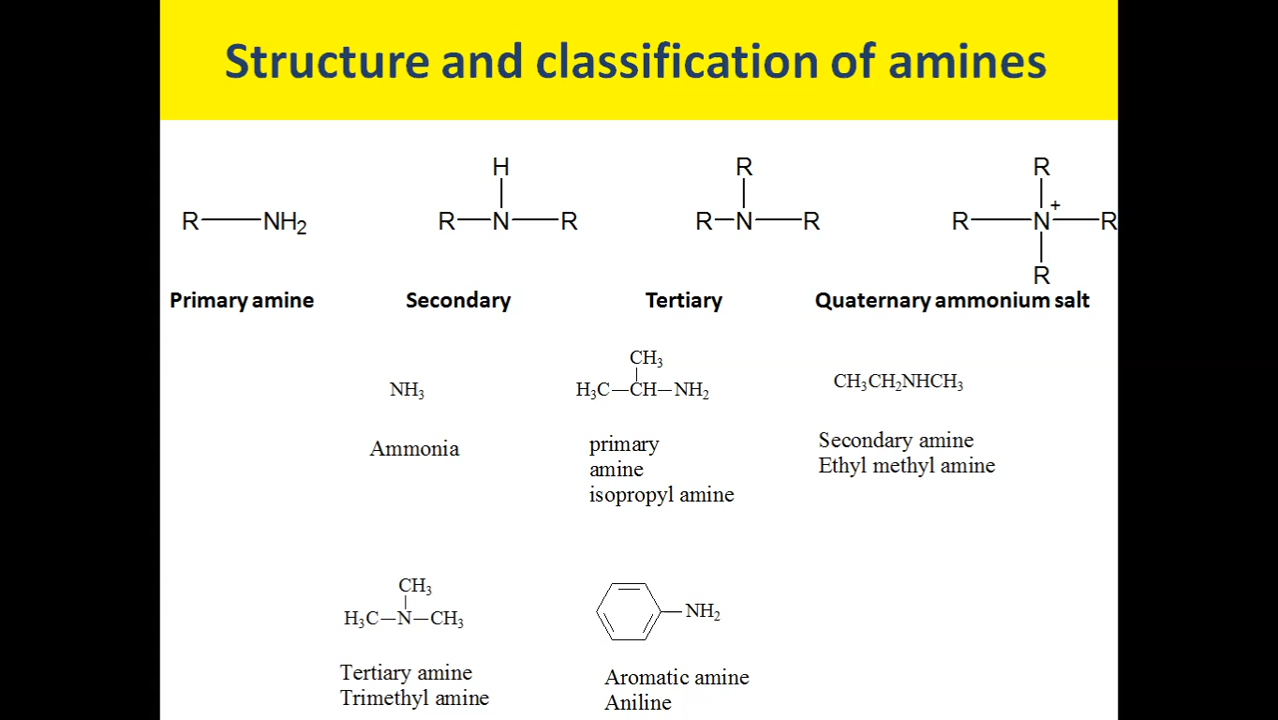 Structure and classification of amines
H R R
R—NH2 R—N—R R—N—R R—N+—R
R
Primary amine Secondary Tertiary Quaternary ammonium salt
CH3
NH3 H3C—CH—NH2 CH3CH2NHCH3
Ammonia primary Secondary amine
amine Ethyl methyl amine
isopropyl amine
CH3
H3C—N—CH3 —NH2
Tertiary amine Aromatic amine
Trimethyl amine Aniline